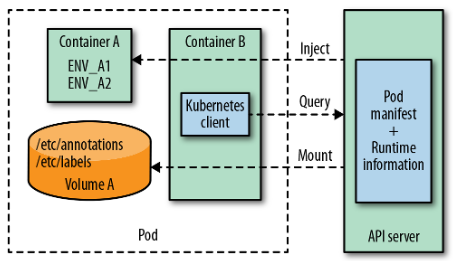 Container A
ENV_A1
ENV_A2
Container B
Kubernetes
client
/etc/annotations
/etc/labels
Volume A
Pod
Inject
Query
Mount
Pod
manifest
+
Runtime
information
API server